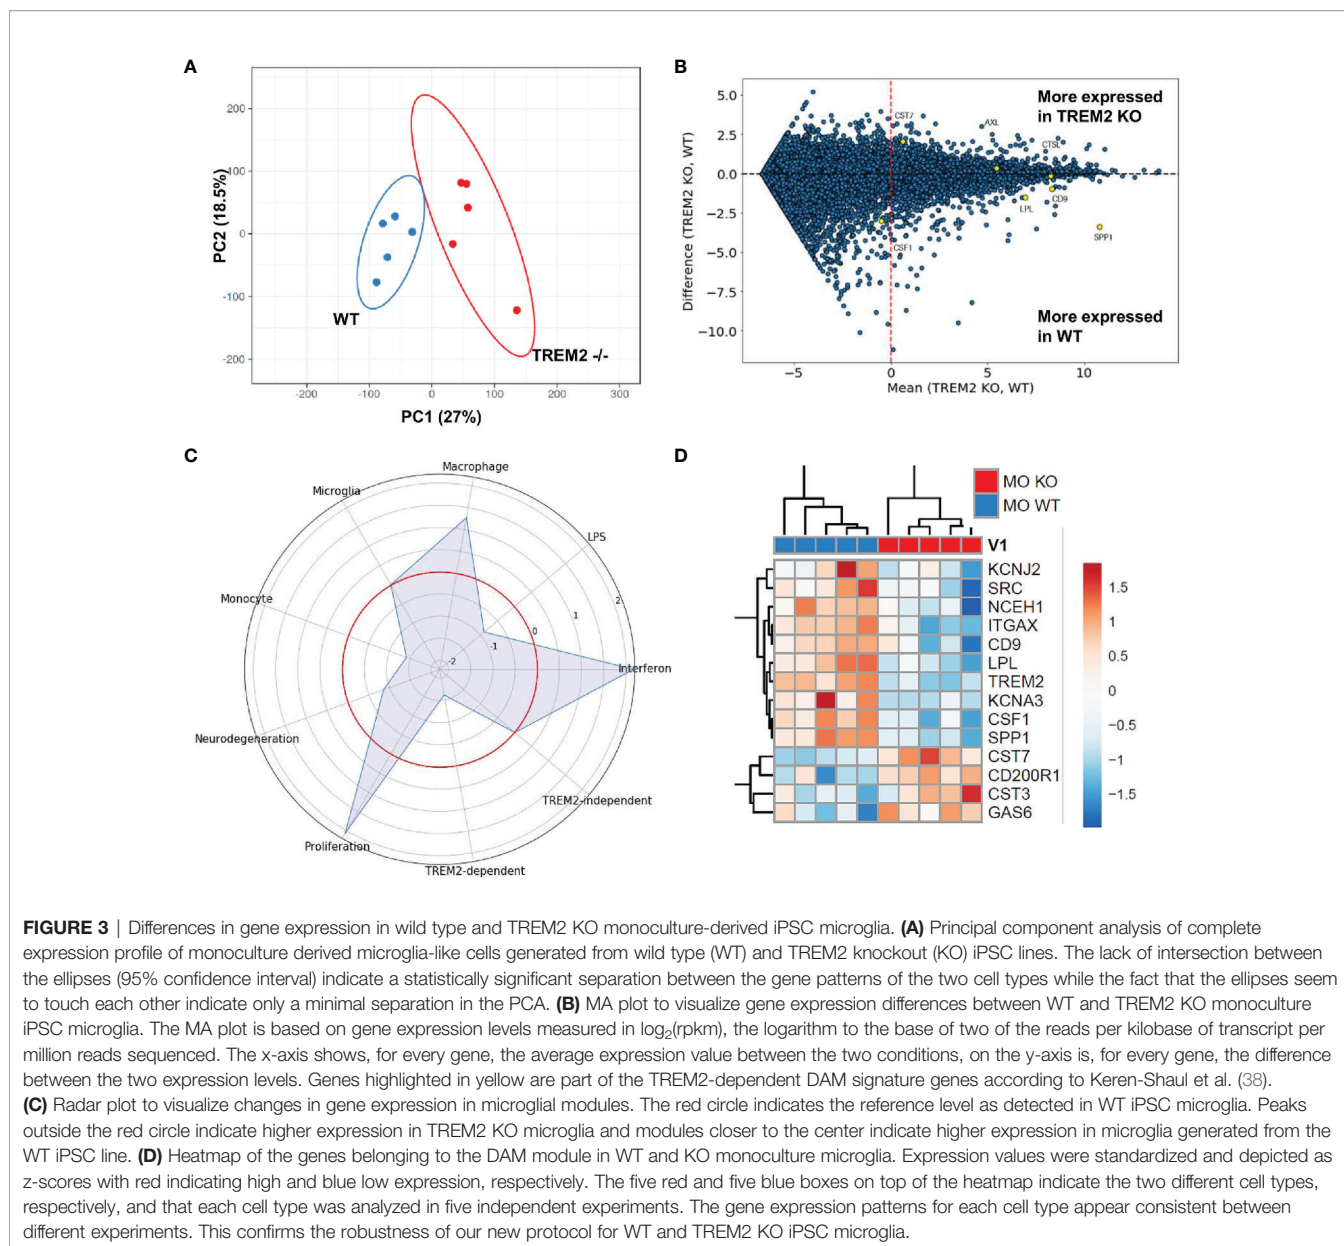 A
200
100
0
-100
-200
-200
-100
0
100
200
300
PC2 (18.5%)
PC1 (27%)
WT
TREM2 -/-
B
5.0
2.5
0.0
−2.5
−5.0
−7.5
−10.0
−5
0
5
10
Difference (TREM2 KO, WT)
Mean (TREM2 KO, WT)
More expressed
in TREM2 KO
More expressed
in WT
CST7
AXL
CTSL
CD9
LPL
SPP1
CSF1
C
Macrophage
Microglia
LPS
Monocyte
Interferon
Neurodegeneration
TREM2-independent
Proliferation
TREM2-dependent
2
1
0
-1
-2
D
MO KO
MO WT
V1
KCNJ2
SRC
NCEH1
ITGAX
CD9
LPL
TREM2
KCNA3
CSF1
SPP1
CST7
CD200R1
CST3
GAS6
1.5
1
0.5
0
−0.5
−1
−1.5
FIGURE 3 | Differences in gene expression in wild type and TREM2 KO monoculture-derived iPSC microglia. (A) Principal component analysis of complete
expression profile of monoculture derived microglia-like cells generated from wild type (WT) and TREM2 knockout (KO) iPSC lines. The lack of intersection between
the ellipses (95% confidence interval) indicate a statistically significant separation between the gene patterns of the two cell types while the fact that the ellipses seem
to touch each other indicate only a minimal separation in the PCA. (B) MA plot to visualize gene expression differences between WT and TREM2 KO monoculture
iPSC microglia. The MA plot is based on gene expression levels measured in log2(rpkm), the logarithm to the base of two of the reads per kilobase of transcript per
million reads sequenced. The x-axis shows, for every gene, the average expression value between the two conditions, on the y-axis is, for every gene, the difference
between the two expression levels. Genes highlighted in yellow are part of the TREM2-dependent DAM signature genes according to Keren-Shaul et al. (38).
(C) Radar plot to visualize changes in gene expression in microglial modules. The red circle indicates the reference level as detected in WT iPSC microglia. Peaks
outside the red circle indicate higher expression in TREM2 KO microglia and modules closer to the center indicate higher expression in microglia generated from the
WT iPSC line. (D) Heatmap of the genes belonging to the DAM module in WT and KO monoculture microglia. Expression values were standardized and depicted as
z-scores with red indicating high and blue low expression, respectively. The five red and five blue boxes on top of the heatmap indicate the two different cell types,
respectively, and that each cell type was analyzed in five independent experiments. The gene expression patterns for each cell type appear consistent between
different experiments. This confirms the robustness of our new protocol for WT and TREM2 KO iPSC microglia.